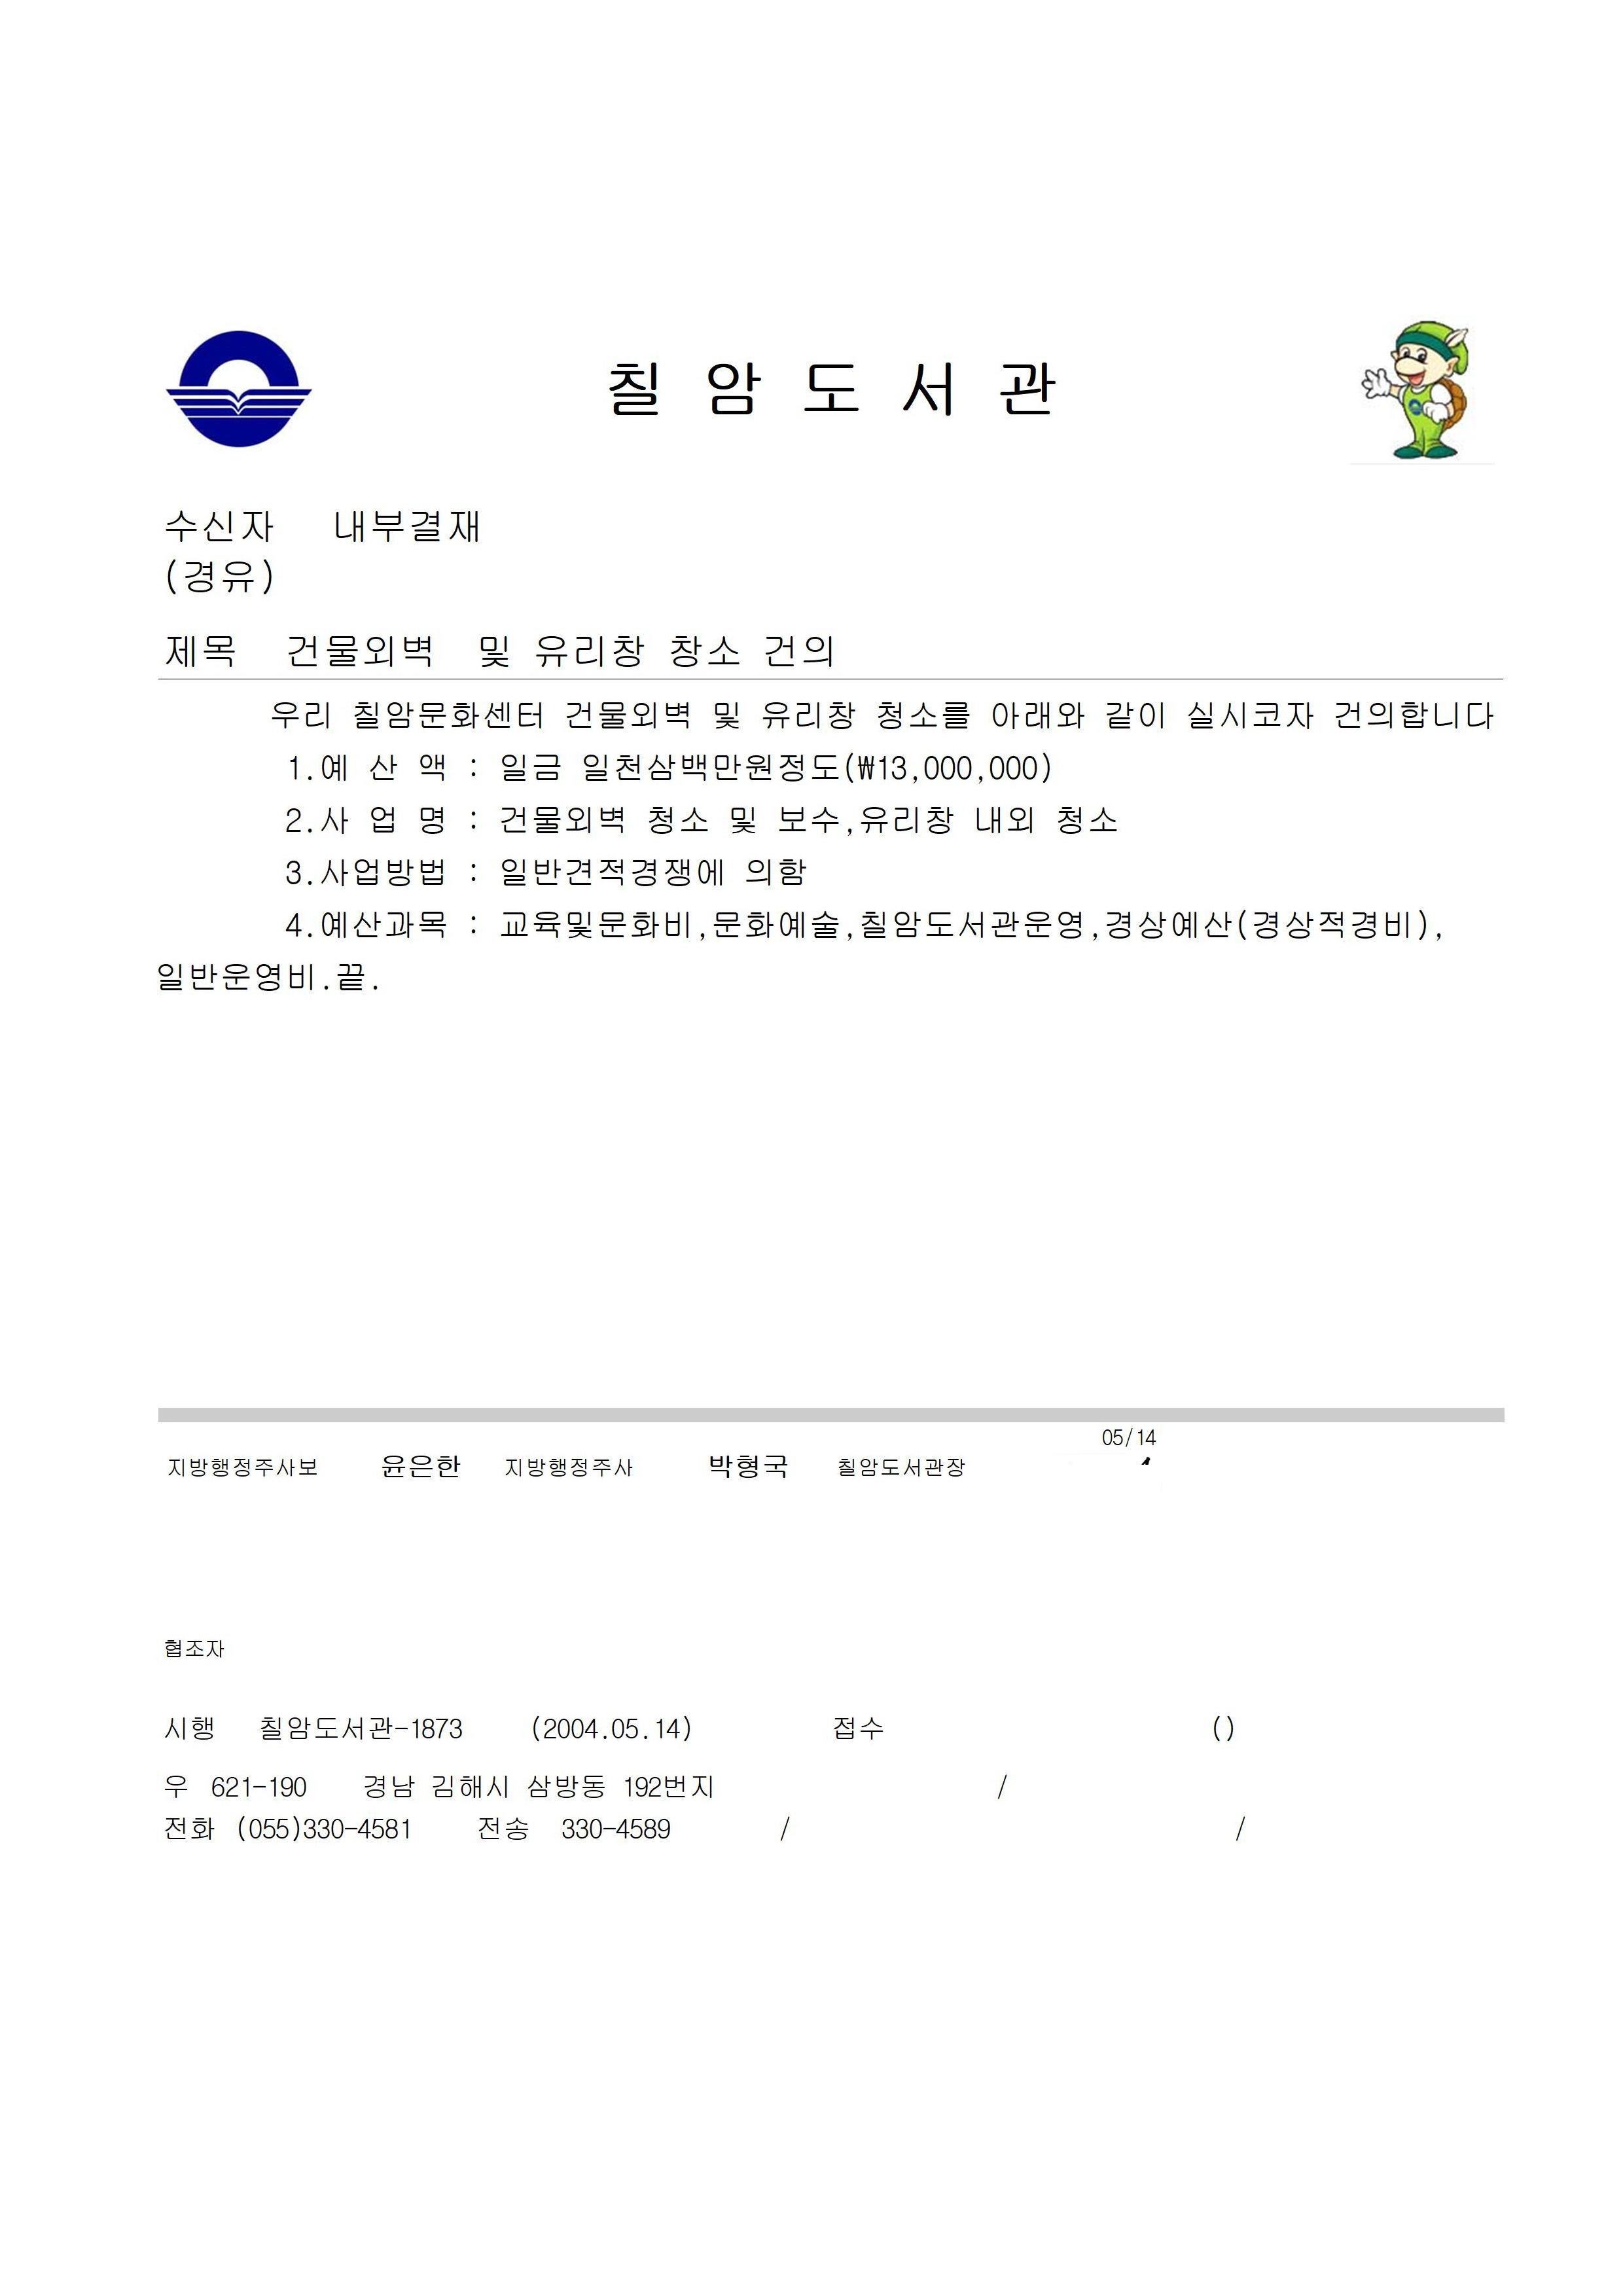 칠 암 도 서 관
수신자 내부결재
(경유)
제목 건물외벽 및 유리창 창소 건의
우리 칠암문화센터 건물외벽 및 유리창 청소를 아래와 같이 실시코자 건의합니다
1.예 산 액 : 일금 일천삼백만원정도(₩13,000,000)
2.사 업 명 : 건물외벽 청소 및 보수,유리창 내외 청소
3.사업방법 : 일반견적경쟁에 의함
4.예산과목 : 교육및문화비,문화예술,칠암도서관운영,경상예산(경상적경비),
일반운영비.끝.
05/14
지방행정주사보 윤은한 지방행정주사 박형국 칠암도서관장
협조자
시행 칠암도서관-1873 (2004.05.14) 접수 ()
우 621-190 경남 김해시 삼방동 192번지 /
전화 (055)330-4581 전송 330-4589 / /